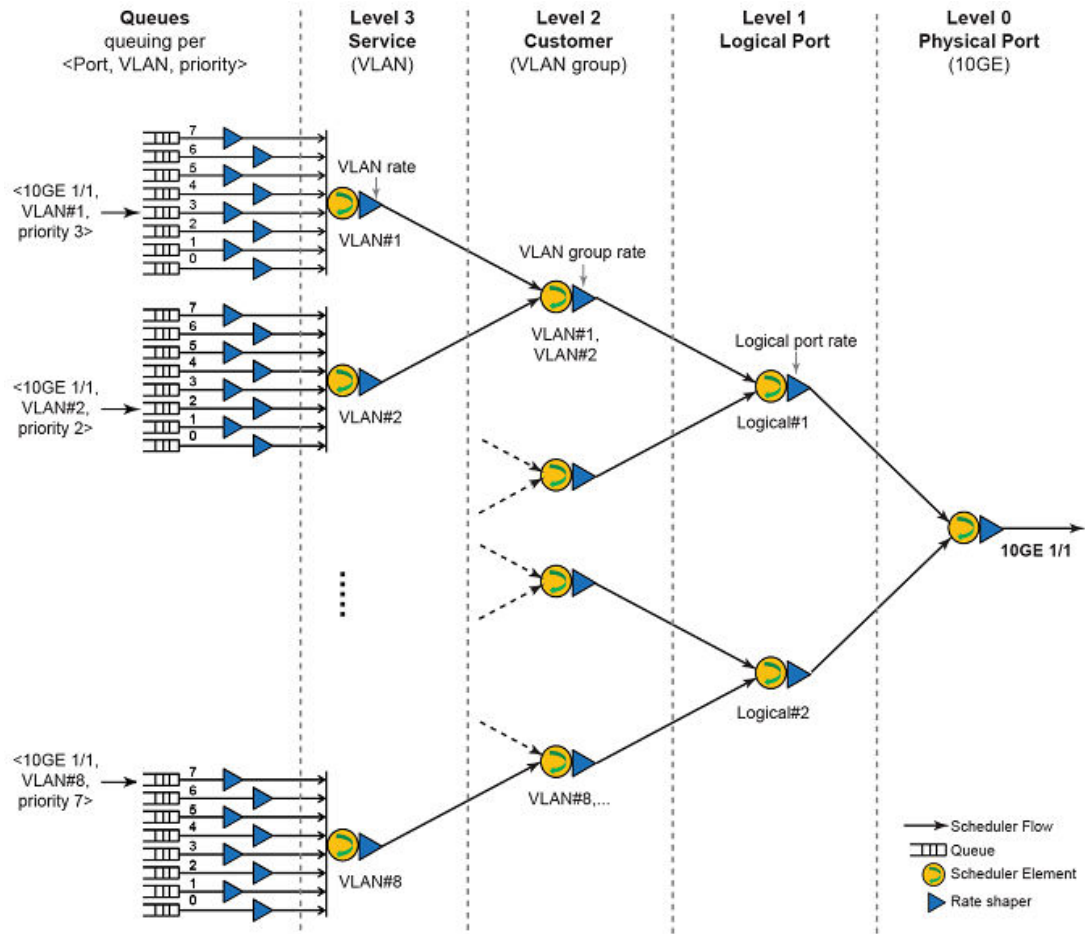 Queues
queuing per
<Port, VLAN, priority>
Level 3
Service
(VLAN)
Level 2
Customer
(VLAN group)
Level 1
Logical Port
Level 0
Physical Port
(10GE)
<10GE 1/1,
VLAN#1,
priority 3>
7
6
5
4
3
2
1
0
VLAN rate
VLAN#1
VLAN group rate
VLAN#1,
VLAN#2
<10GE 1/1,
VLAN#2,
priority 2>
7
6
5
4
3
2
1
0
VLAN#2
Logical port rate
Logical#1
10GE 1/1
Logical#2
<10GE 1/1,
VLAN#8,
priority 7>
7
6
5
4
3
2
1
0
VLAN#8
VLAN#8,...
Scheduler Flow
Queue
Scheduler Element
Rate shaper